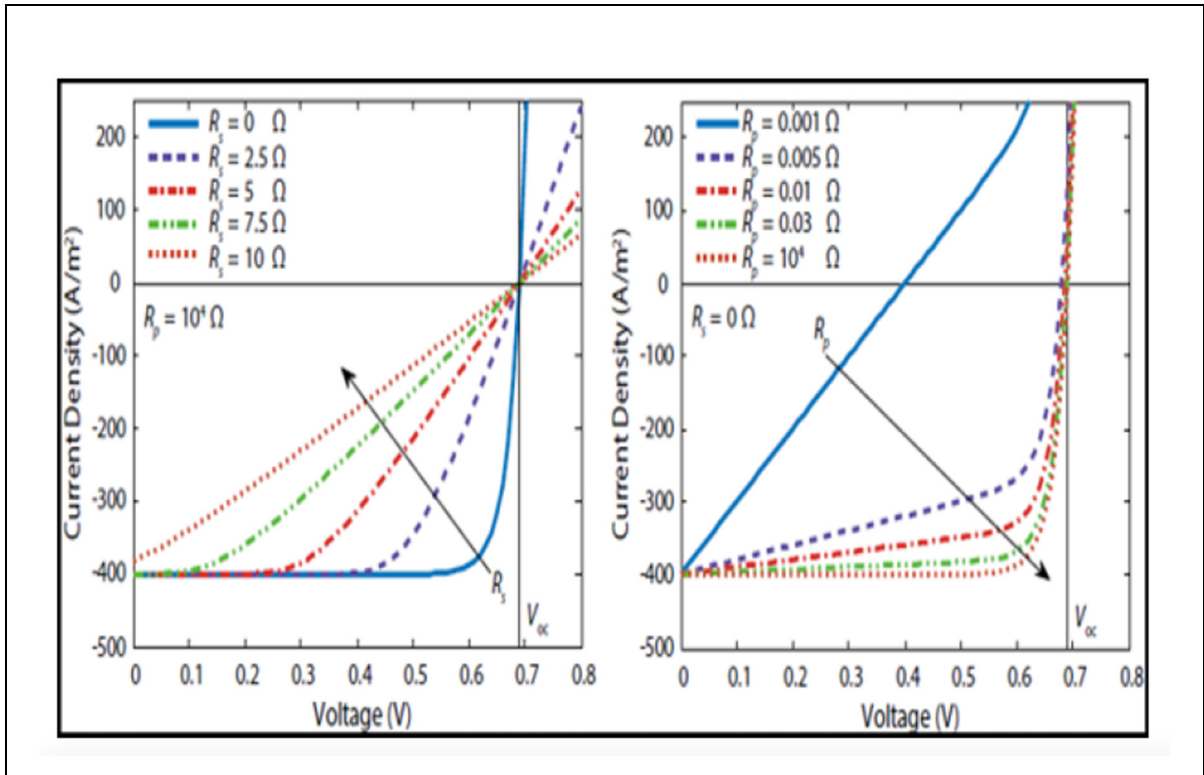 Current Density (A/m²)
200
100
0
-100
-200
-300
-400
-500
R_s = 0 Ω
R_s = 2.5 Ω
R_s = 5 Ω
R_s = 7.5 Ω
R_s = 10 Ω
R_p = 10⁴ Ω
R_s
V_oc
0 0.1 0.2 0.3 0.4 0.5 0.6 0.7 0.8
Voltage (V)
Current Density (A/m²)
200
100
0
-100
-200
-300
-400
-500
R_p = 0.001 Ω
R_p = 0.005 Ω
R_p = 0.01 Ω
R_p = 0.03 Ω
R_p = 10⁴ Ω
R_s = 0 Ω
R_p
V_oc
0 0.1 0.2 0.3 0.4 0.5 0.6 0.7 0.8
Voltage (V)